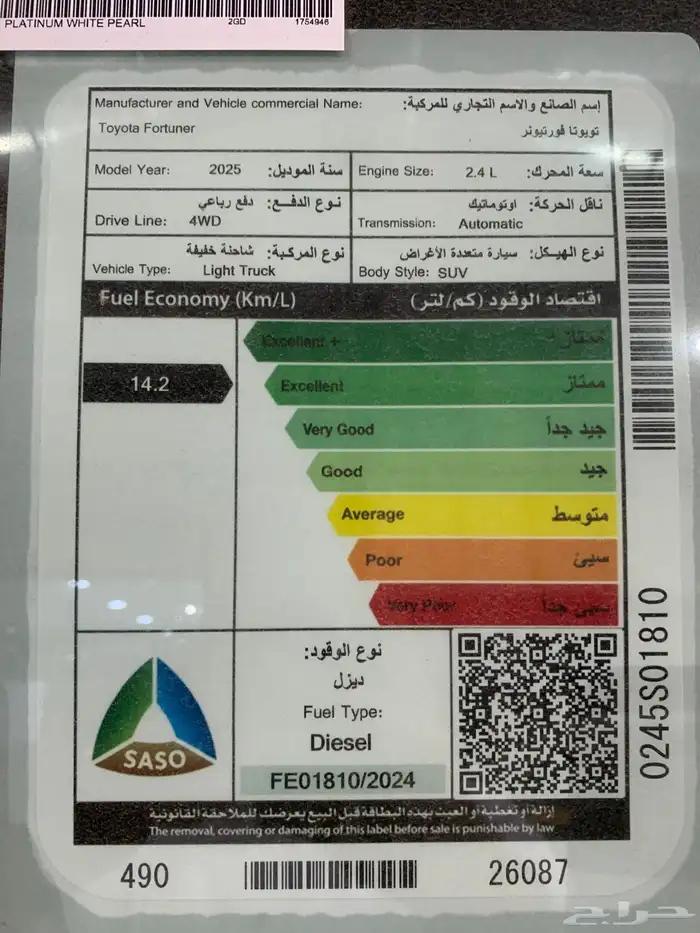 PLATINUM WHITE PEARL 2GD 1754946
Manufacturer and Vehicle commercial Name: إسم الصانع والاسم التجاري للمركبة:
Toyota Fortuner تويوتا فورتيونر
Model Year: 2025 سنة الموديل: Engine Size: 2.4 L سعة المحرك:
نوع الدفع: دفع رباعي ناقل الحركة: اوتوماتيك
Drive Line: 4WD Transmission: Automatic
نوع المركبة: شاحنة خفيفة نوع الهيكل: سيارة متعددة الأغراض
Vehicle Type: Light Truck Body Style: SUV
Fuel Economy (Km/L) اقتصاد الوقود (كم/لتر)
Excellent + ممتاز +
14.2 Excellent ممتاز
Very Good جيد جداً
Good جيد
Average متوسط
Poor سيئ
Very Poor سيئ جداً
نوع الوقود:
ديزل
Fuel Type:
Diesel
SASO
FE01810/2024
0245S01810
إزالة أو تغطية أو العبث بهذه البطاقة قبل البيع يعرضك للملاحقة القانونية
The removal, covering or damaging of this label before sale is punishable by law
490 26087
حراج